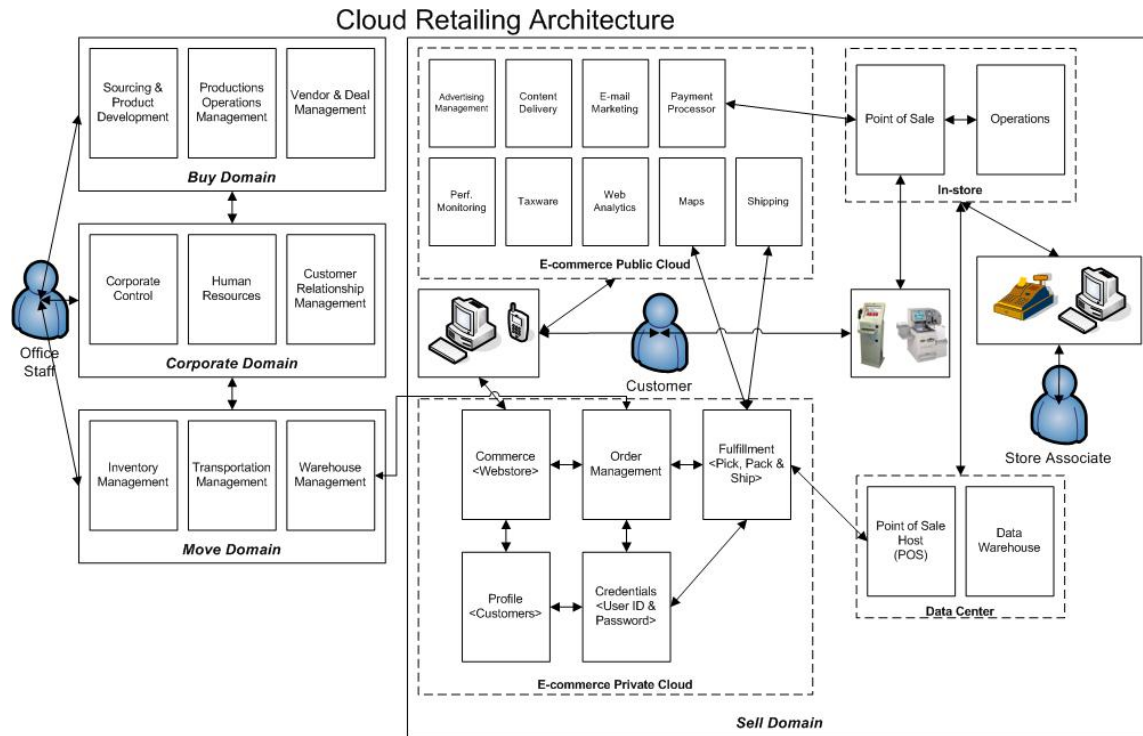 Cloud Retailing Architecture
Sourcing &
Product
Development
Productions
Operations
Management
Vendor & Deal
Management
Buy Domain
Corporate
Control
Human
Resources
Customer
Relationship
Management
Corporate Domain
Office
Staff
Inventory
Management
Transportation
Management
Warehouse
Management
Move Domain
Advertising
Management
Content
Delivery
E-mail
Marketing
Payment
Processor
Perf.
Monitoring
Taxware
Web
Analytics
Maps
Shipping
E-commerce Public Cloud
Point of Sale
Operations
In-store
Customer
Store Associate
Commerce
<Webstore>
Order
Management
Fulfillment
<Pick, Pack &
Ship>
Profile
<Customers>
Credentials
<User ID &
Password>
E-commerce Private Cloud
Point of Sale
Host
(POS)
Data
Warehouse
Data Center
Sell Domain